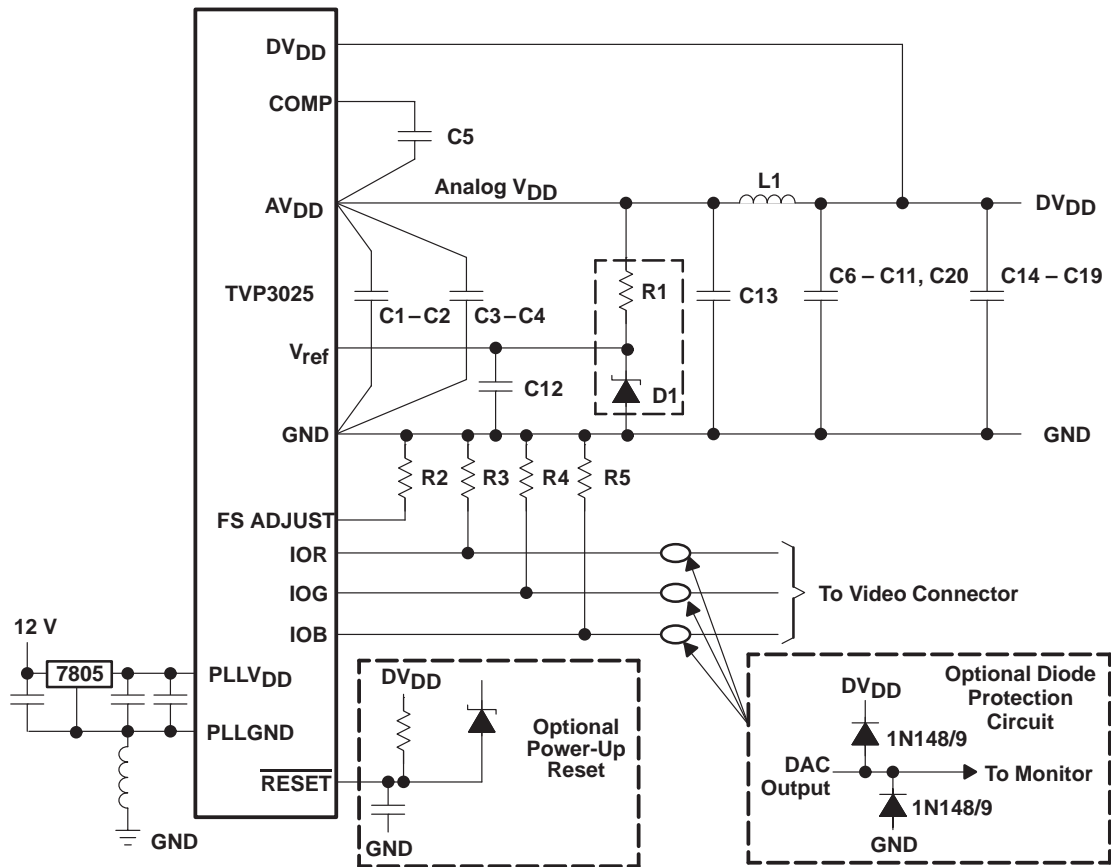 DVDD
COMP
C5
Analog VDD
L1
AVDD
DVDD
R1
C6 – C11, C20
C14 – C19
TVP3025
C13
C1 – C2
C3 – C4
Vref
C12
D1
GND
GND
R2
R3
R4
R5
FS ADJUST
IOR
IOG
To Video Connector
IOB
12 V
7805
PLLVDD
PLLGND
RESET
GND
DVDD
Optional
Power-Up
Reset
GND
Optional Diode
Protection
Circuit
DVDD
1N148/9
DAC
Output
To Monitor
1N148/9
GND